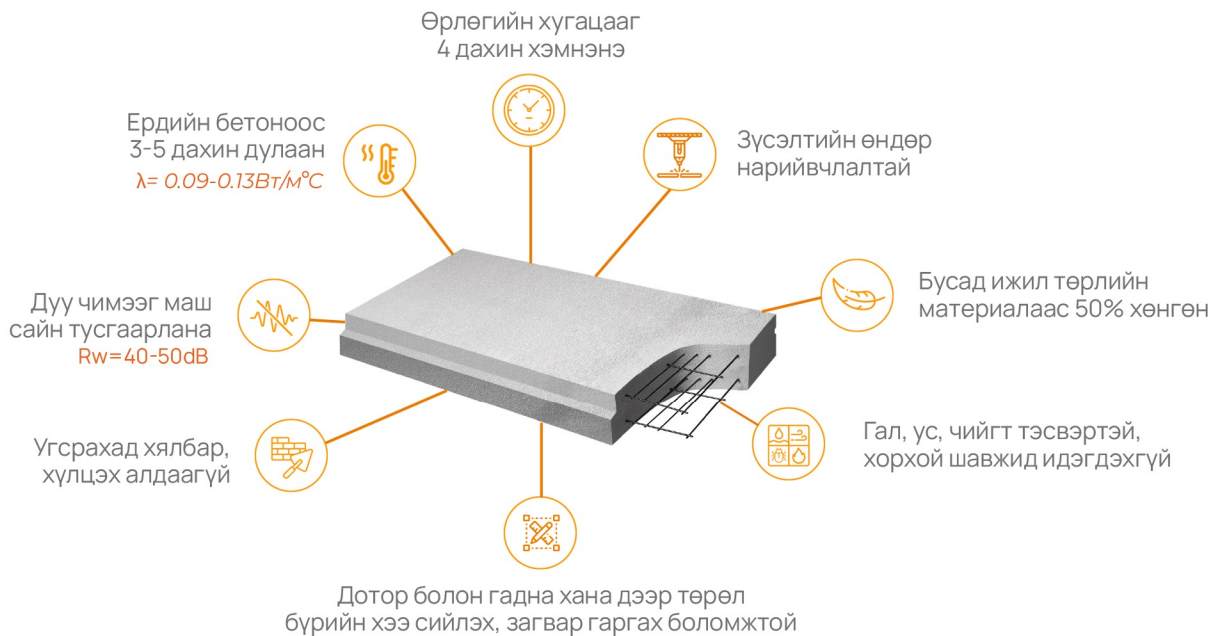 Өрлөгийн хугацааг
4 дахин хэмнэнэ
Ердийн бетоноос
3-5 дахин дулаан
λ= 0.09-0.13Вт/м°С
Зүсэлтийн өндөр
нарийвчлалтай
Дуу чимээг маш
сайн тусгаарлана
Rw=40-50dB
Бусад ижил төрлийн
материалаас 50% хөнгөн
Угсрахад хялбар,
хүлцэх алдаагүй
Гал, ус, чийгт тэсвэртэй,
хорхой шавжид идэгдэхгүй
Дотор болон гадна хана дээр төрөл
бүрийн хээ сийлэх, загвар гаргах боломжтой